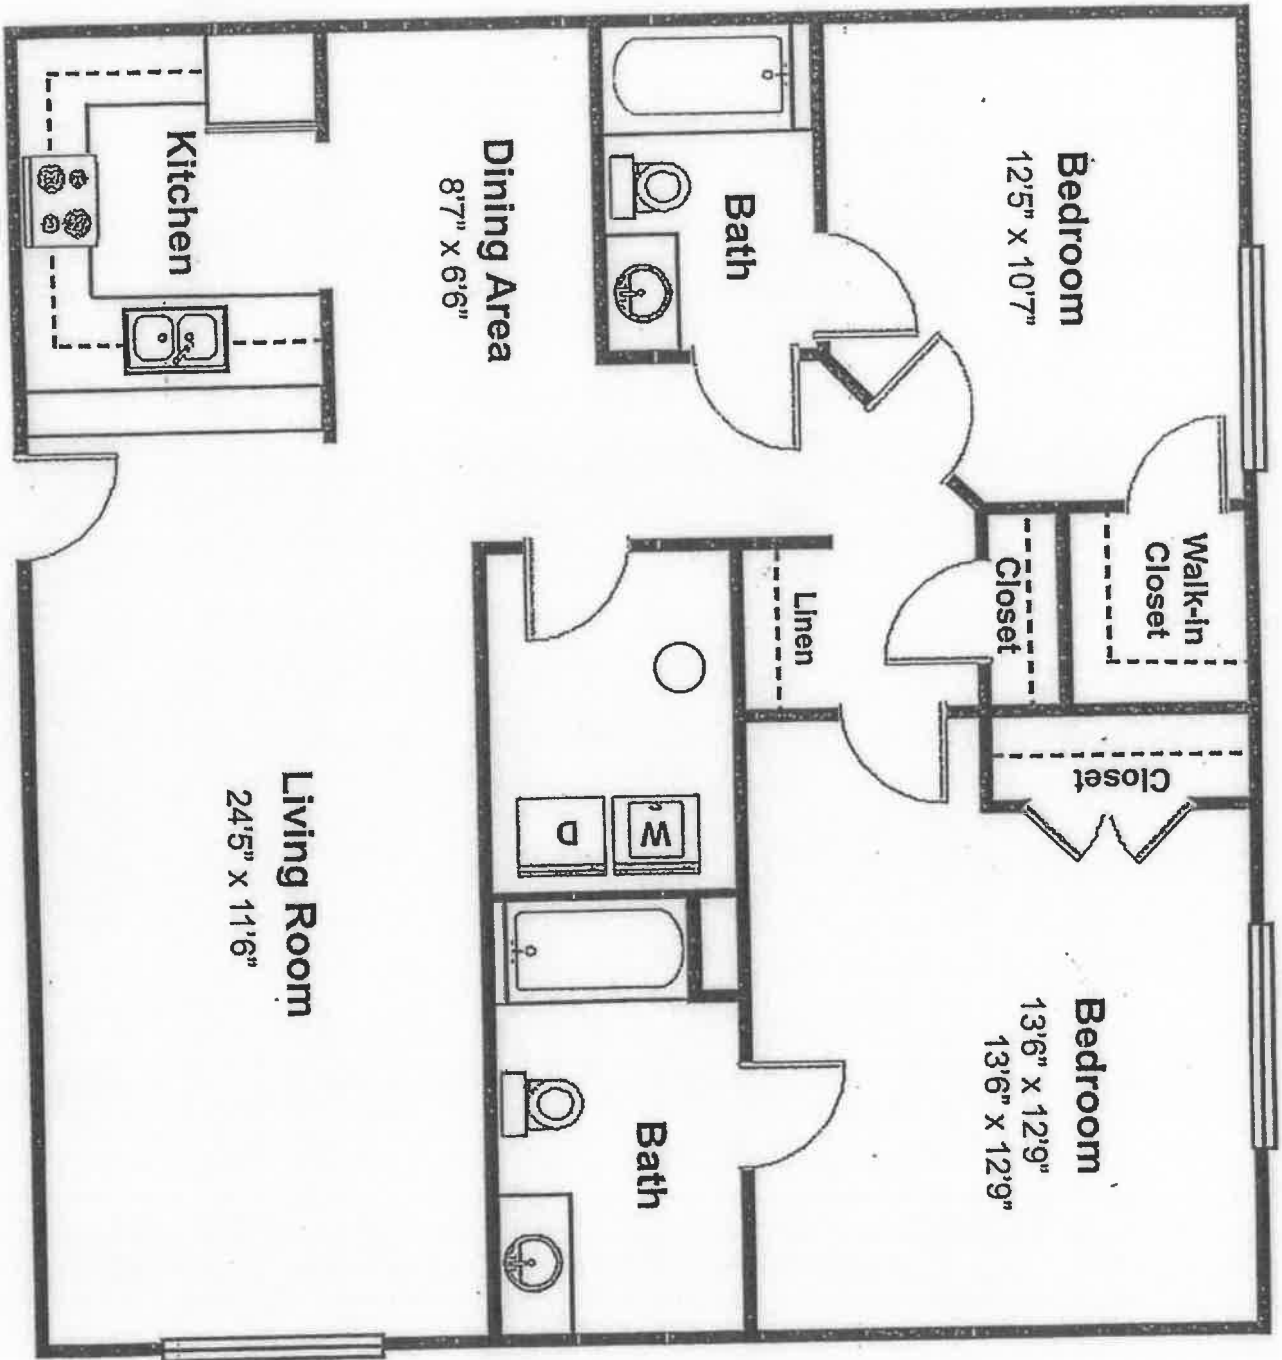 Bedroom
12'5" x 10'7"
Walk-in
Closet
Closet
Closet
Bedroom
13'6" x 12'9"
13'6" x 12'9"
Bath
Linen
W
D
Bath
Dining Area
8'7" x 6'6"
Kitchen
Living Room
24'5" x 11'6"